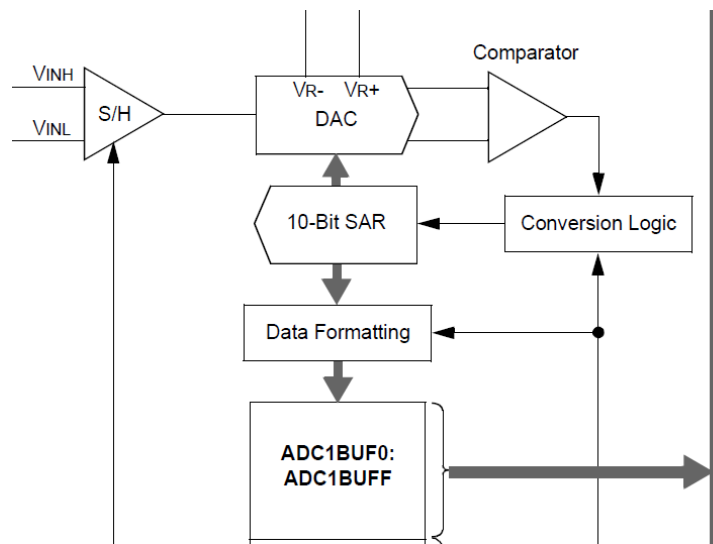 Comparator
VINH
VINL
S/H
VR- VR+
DAC
10-Bit SAR
Conversion Logic
Data Formatting
ADC1BUF0:
ADC1BUFF